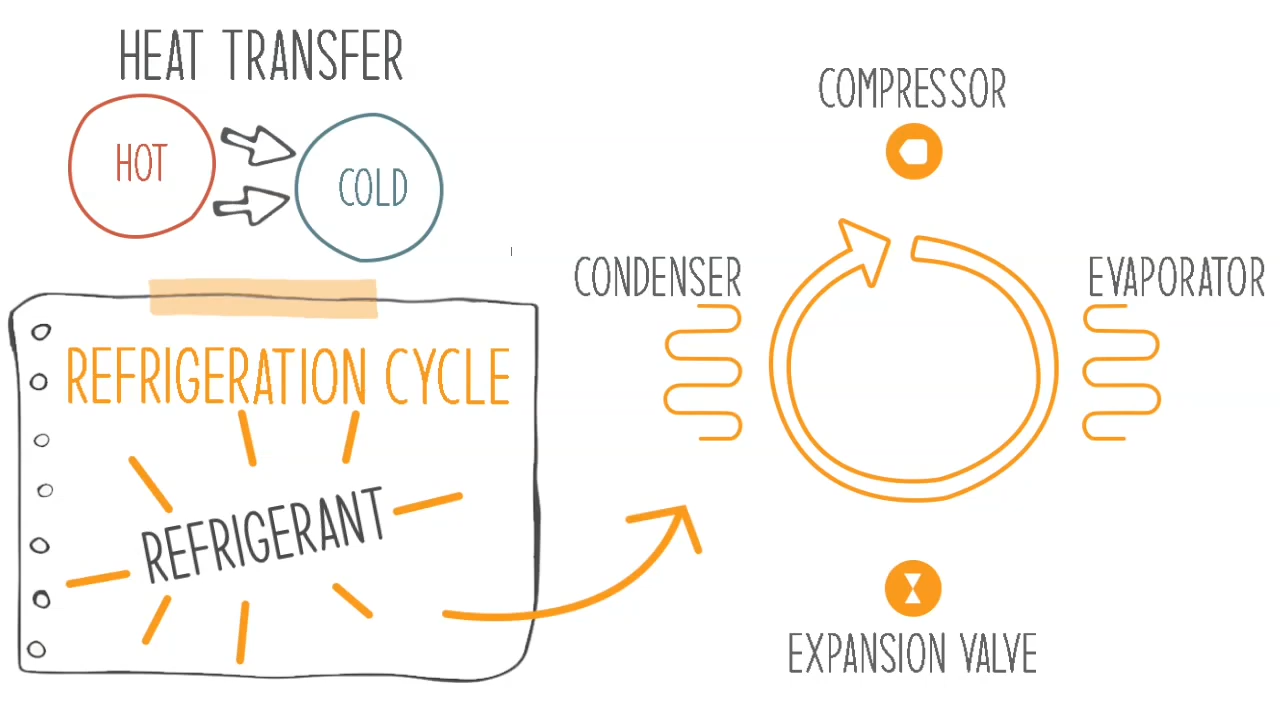 HEAT TRANSFER
HOT
COLD
REFRIGERATION CYCLE
REFRIGERANT
COMPRESSOR
CONDENSER
EVAPORATOR
EXPANSION VALVE